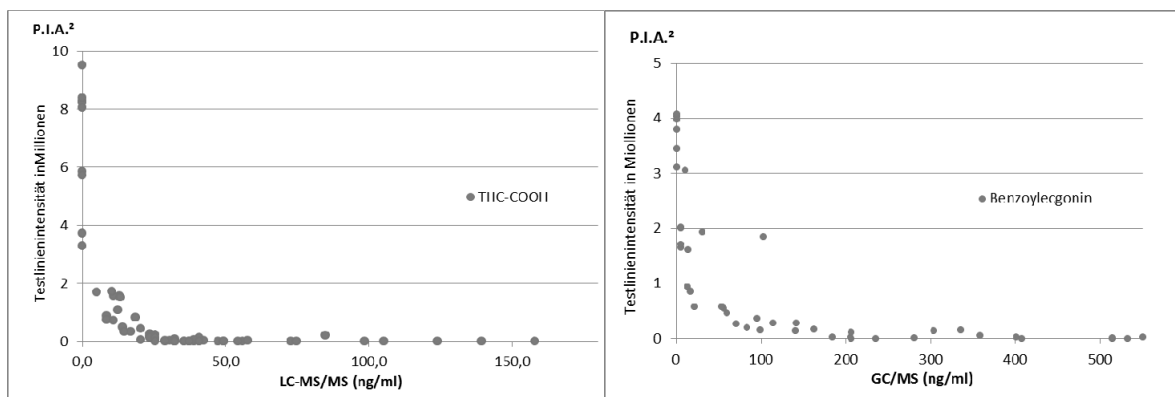 P.I.A.²
10
8
6
4
2
0
Testlinienintensität inMillionen
0,0 50,0 100,0 150,0
LC-MS/MS (ng/ml)
THC-COOH
P.I.A.²
5
4
3
2
1
0
Testlinienintensität in Miollionen
0 100 200 300 400 500
GC/MS (ng/ml)
Benzoylecgonin